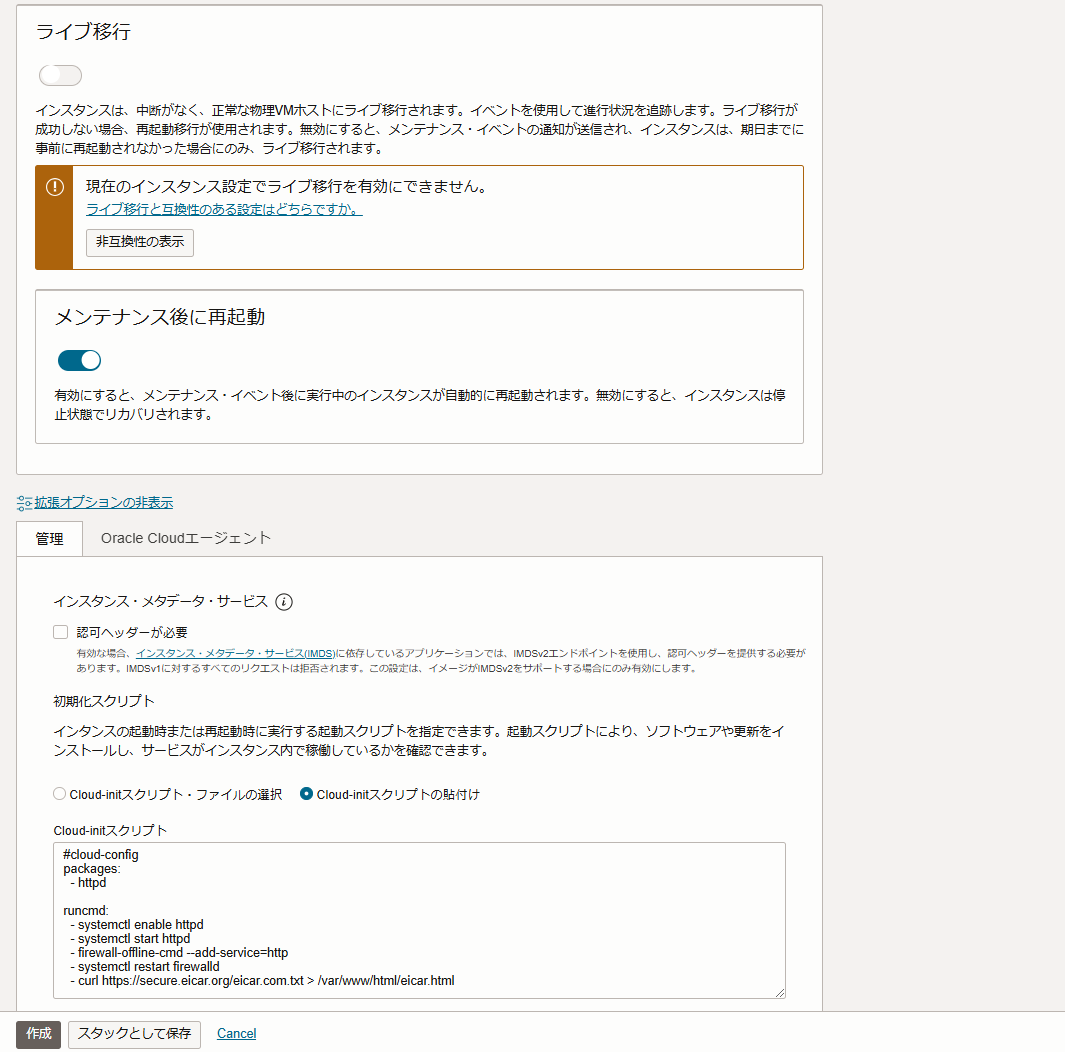 ライブ移行
インスタンスは、中断がなく、正常な物理VMホストにライブ移行されます。イベントを使用して進行状況を追跡します。ライブ移行が
成功しない場合、再起動移行が使用されます。無効にすると、メンテナンス・イベントの通知が送信され、インスタンスは、期日までに
事前に再起動されなかった場合にのみ、ライブ移行されます。
現在のインスタンス設定でライブ移行を有効にできません。
ライブ移行と互換性のある設定はどちらですか。
非互換性の表示
メンテナンス後に再起動
有効にすると、メンテナンス・イベント後に実行中のインスタンスが自動的に再起動されます。無効にすると、インスタンスは停
止状態でリカバリされます。
拡張オプションの非表示
管理
Oracle Cloudエージェント
インスタンス・メタデータ・サービス
認可ヘッダーが必要
有効な場合、インスタンス・メタデータ・サービス(IMDS)に依存しているアプリケーションでは、IMDSv2エンドポイントを使用し、認可ヘッダーを提供する必要が
あります。IMDSv1に対するすべてのリクエストは拒否されます。この設定は、イメージがIMDSv2をサポートする場合にのみ有効にします。
初期化スクリプト
インタンスの起動時または再起動時に実行する起動スクリプトを指定できます。起動スクリプトにより、ソフトウェアや更新をイ
ンストールし、サービスがインスタンス内で稼働しているかを確認できます。
Cloud-initスクリプト・ファイルの選択
Cloud-initスクリプトの貼付け
Cloud-initスクリプト
#cloud-config
packages:
  - httpd
runcmd:
  - systemctl enable httpd
  - systemctl start httpd
  - firewall-offline-cmd --add-service=http
  - systemctl restart firewalld
  - curl https://secure.eicar.org/eicar.com.txt > /var/www/html/eicar.html
作成
スタックとして保存
Cancel